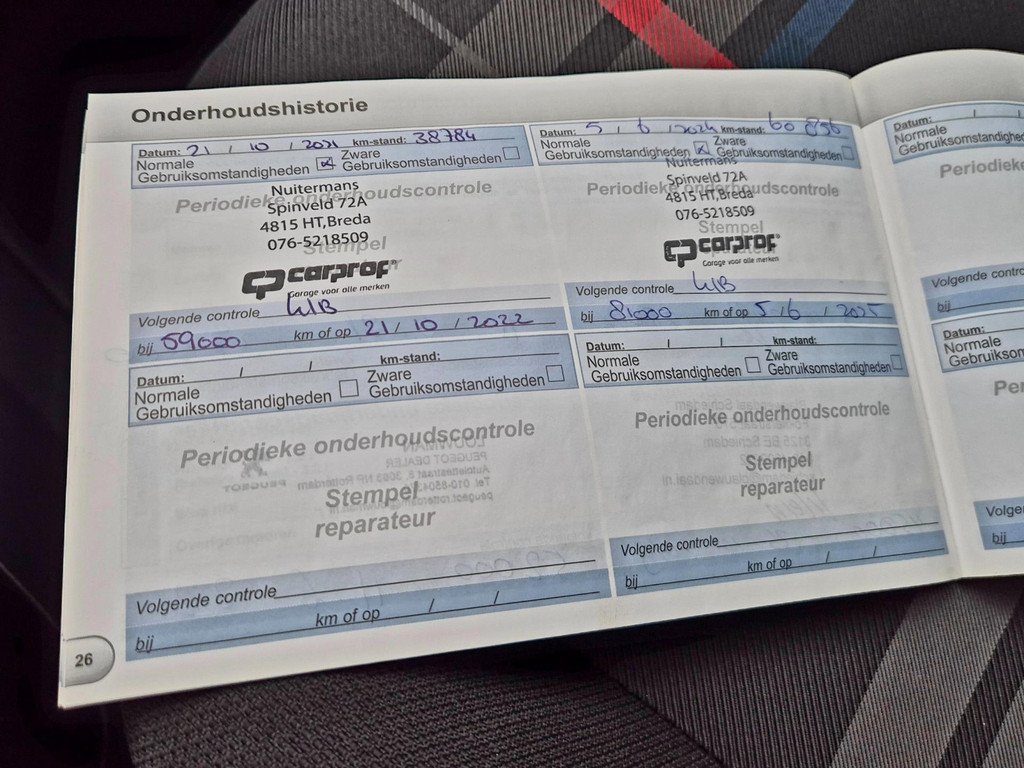 Onderhoudshistorie
Datum: 21 / 10 / 2021 km-stand: 38784
Normale Gebruiksomstandigheden ☒ Zware Gebruiksomstandigheden ☐
Periodieke onderhoudscontrole
Stempel
Nuitermans
Spinveld 72A
4815 HT,Breda
076-5218509
carprof
Garage voor alle merken
Volgende controle
bij 59000 km of op 21 / 10 / 2022
Datum: 5 / 6 / 2024 km-stand: 60 856
Normale Gebruiksomstandigheden ☒ Zware Gebruiksomstandigheden ☐
Periodieke onderhoudscontrole
Stempel
Nuitermans
Spinveld 72A
4815 HT,Breda
076-5218509
carprof
Garage voor alle merken
Volgende controle
bij 81000 km of op 5 / 6 / 2025
Datum: / / km-stand:
Normale Gebruiksomstandigheden ☐ Zware Gebruiksomstandigheden ☐
Periodieke onderhoudscontrole
Stempel
reparateur
Volgende controle
bij km of op / /
Datum: / / km-stand:
Normale Gebruiksomstandigheden ☐ Zware Gebruiksomstandigheden ☐
Periodieke onderhoudscontrole
Stempel
reparateur
Volgende controle
bij km of op / /
26
Datum:
Normale
Volgende
bij
Datum:
Normale
bij